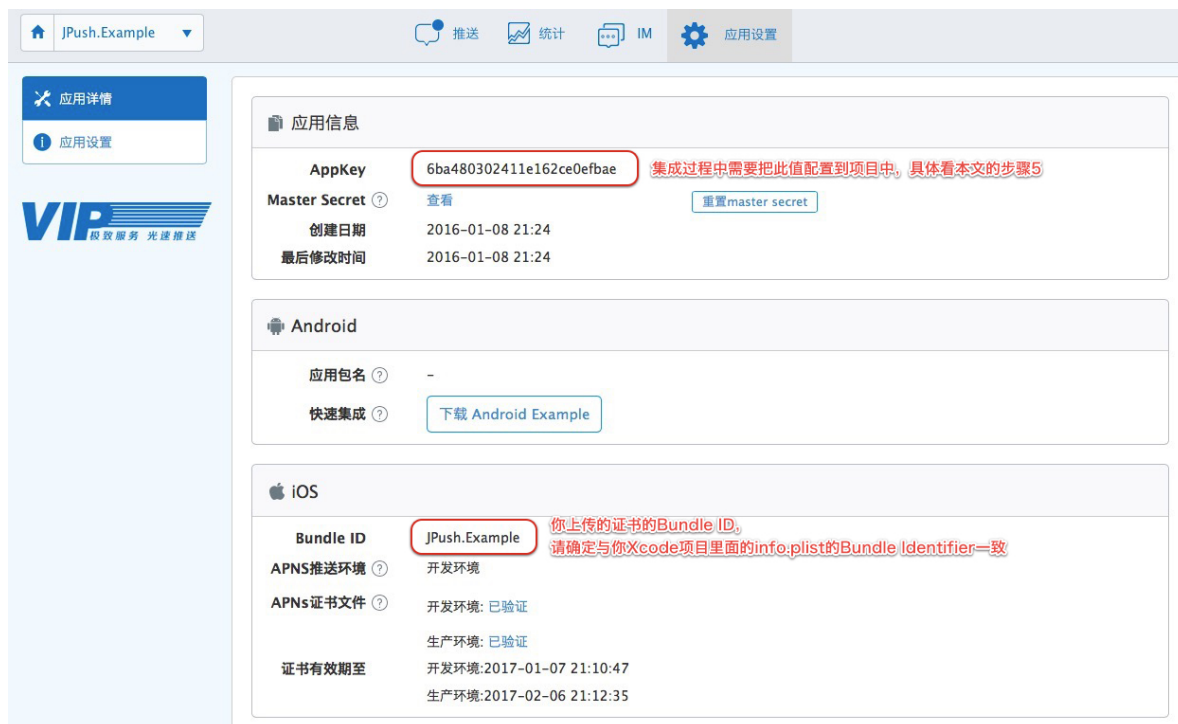 JPush.Example
推送
统计
IM
应用设置
应用详情
应用设置
VIP
极致服务 光速推送
应用信息
AppKey 6ba480302411e162ce0efbae 集成过程中需要把此值配置到项目中，具体看本文的步骤5
Master Secret ? 查看 重置master secret
创建日期 2016-01-08 21:24
最后修改时间 2016-01-08 21:24
Android
应用包名 ? -
快速集成 ? 下载 Android Example
iOS
你上传的证书的Bundle ID，
Bundle ID JPush.Example
请确定与你Xcode项目里面的info.plist的Bundle Identifier一致
APNS推送环境 ? 开发环境
APNs证书文件 ? 开发环境: 已验证
生产环境: 已验证
证书有效期至 开发环境:2017-01-07 21:10:47
生产环境:2017-02-06 21:12:35